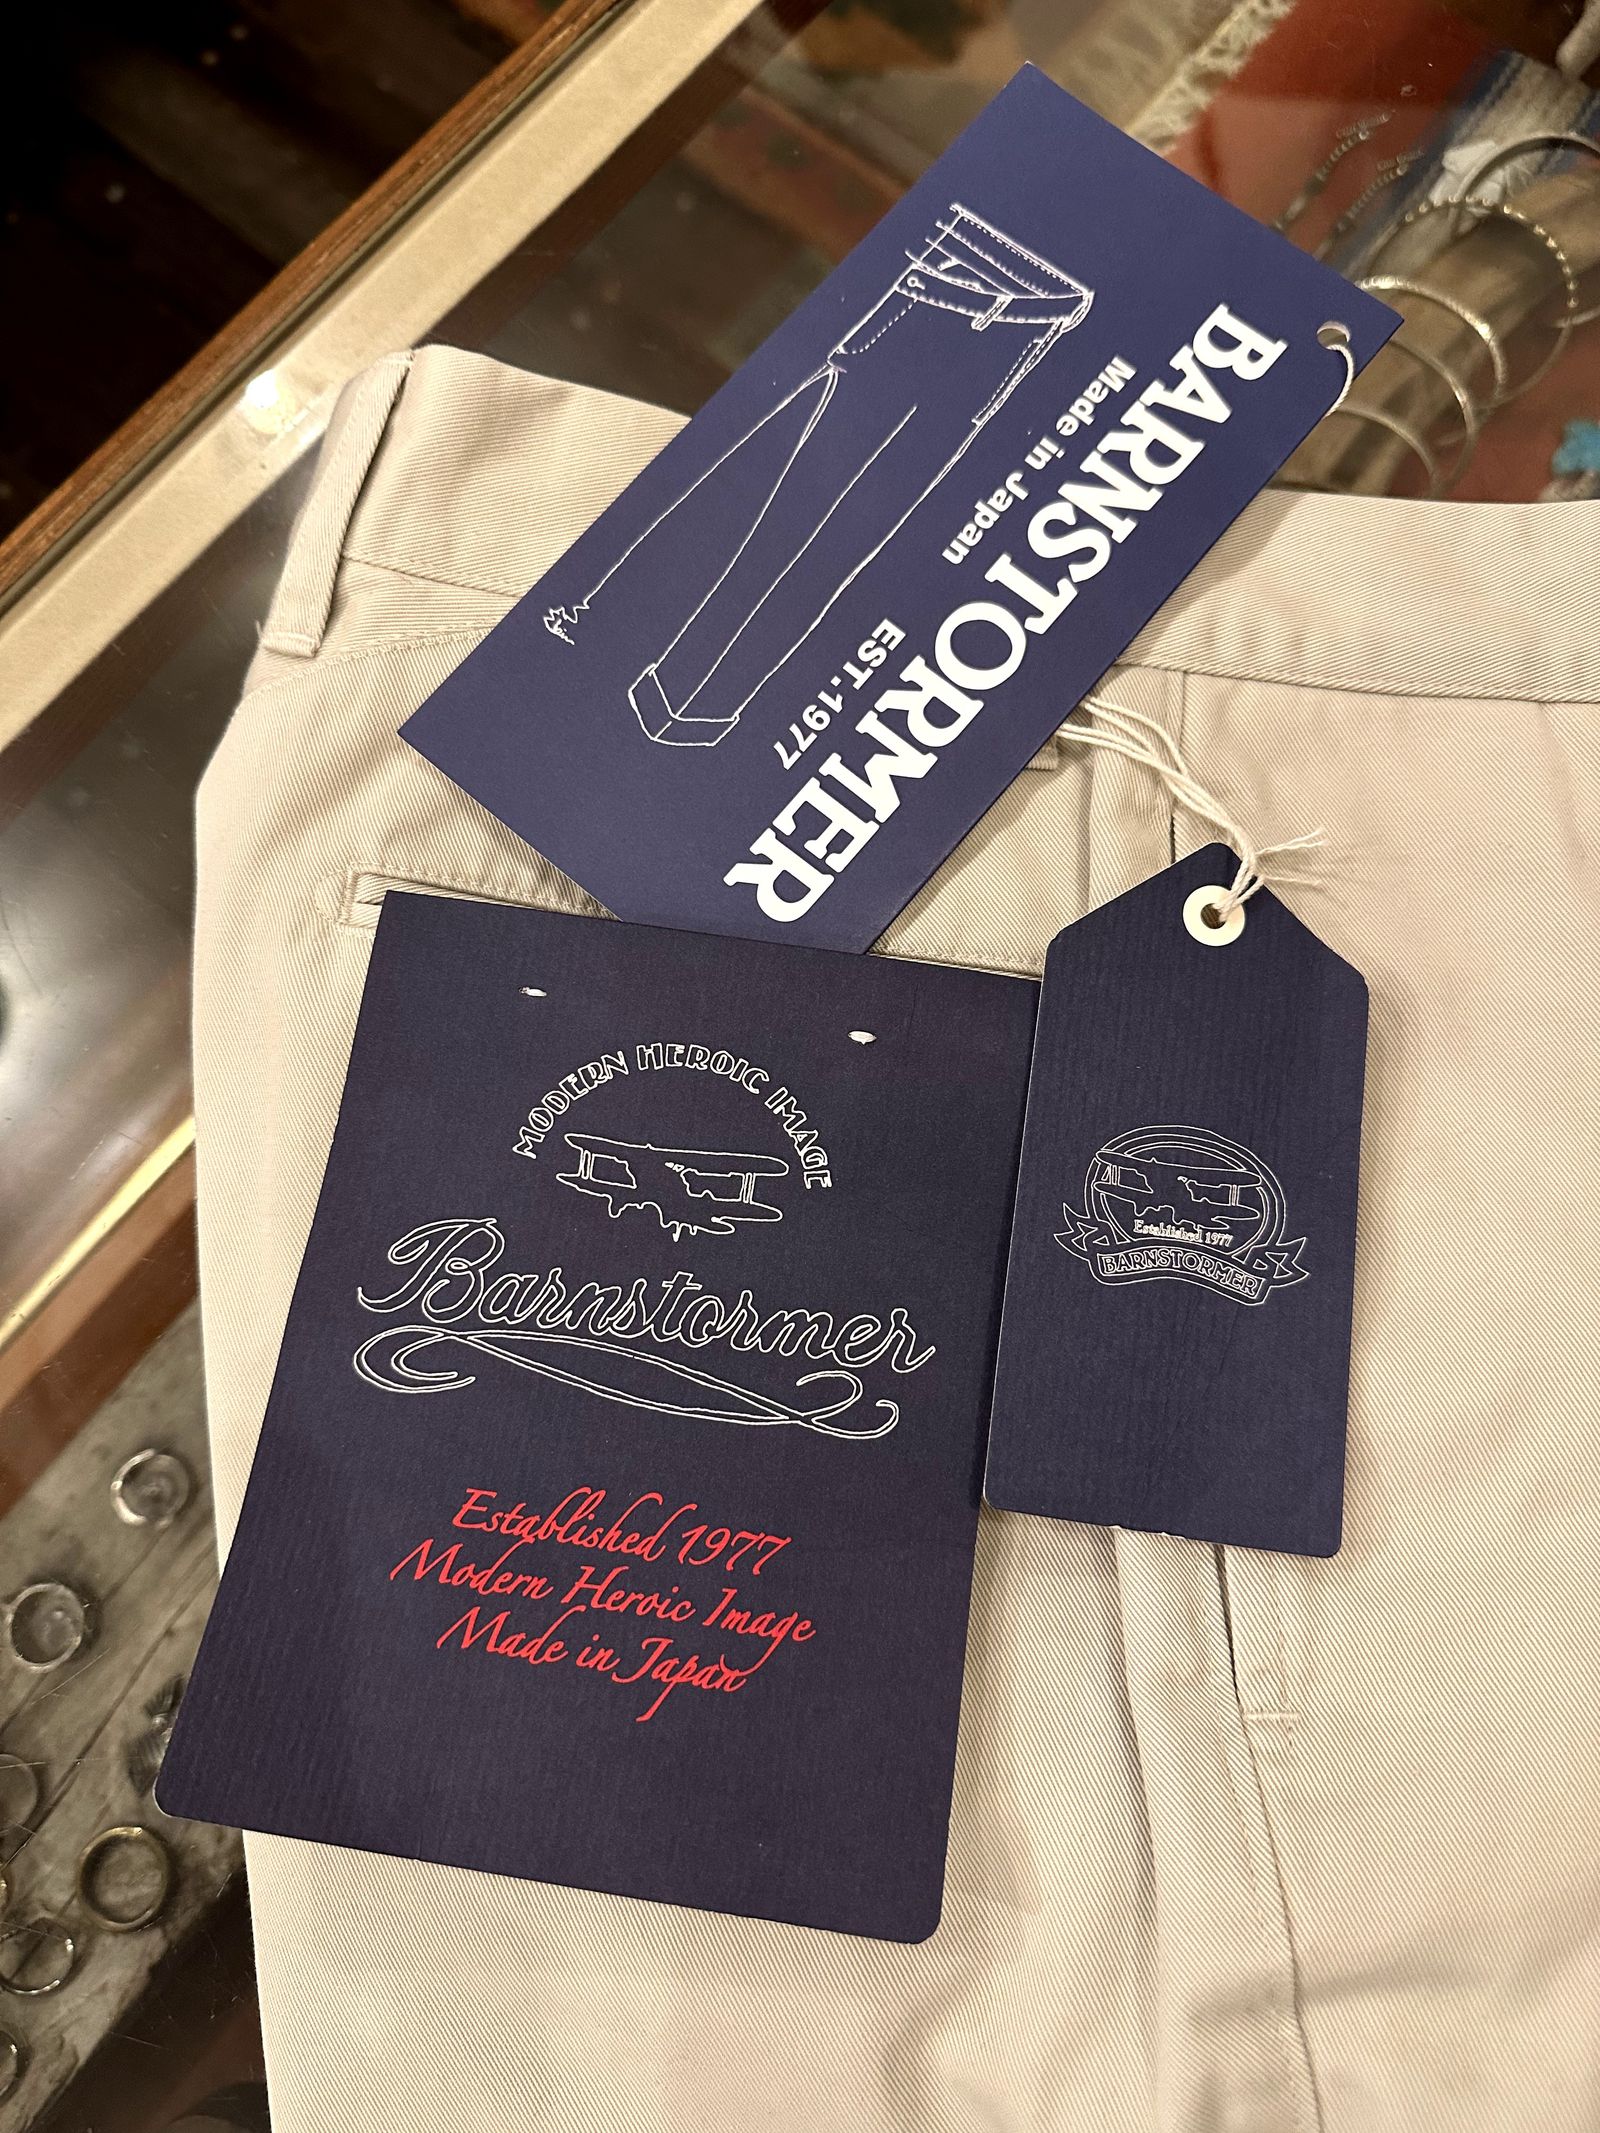 BARNSTORMER
Made in Japan
EST.1977
MODERN HEROIC IMAGE
Barnstormer
Established 1977
Modern Heroic Image
Made in Japan
Established 1977
BARNSTORMER